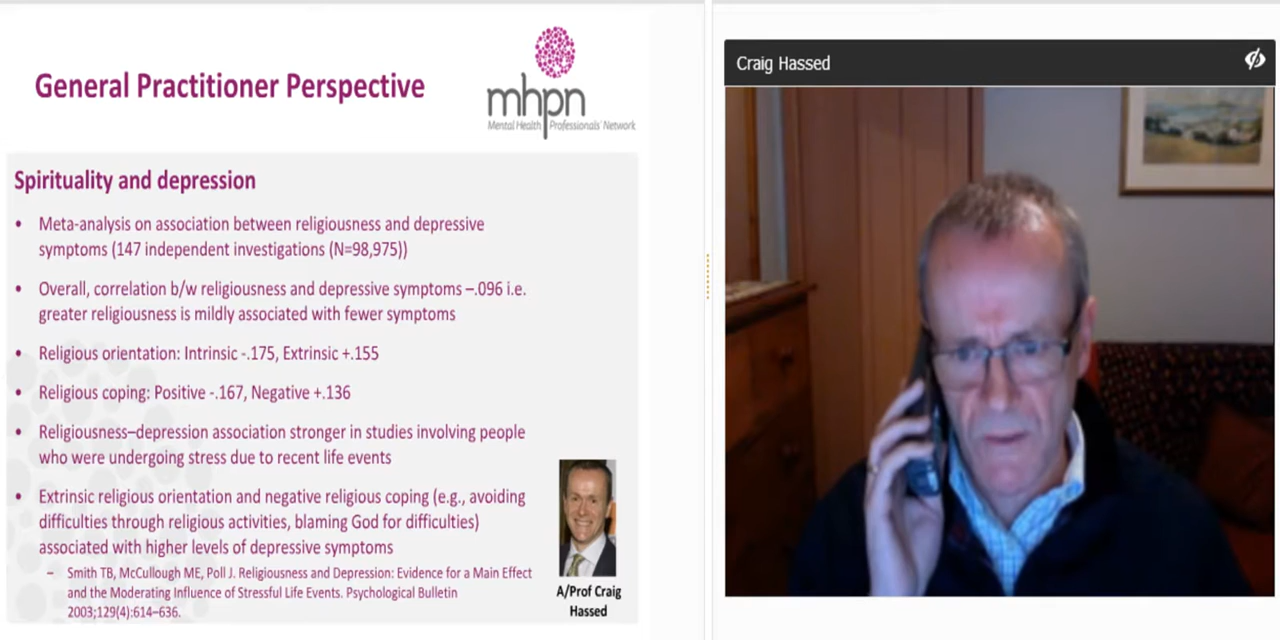 General Practitioner Perspective
mhpn
Mental Health Professionals' Network
Spirituality and depression
• Meta-analysis on association between religiousness and depressive
symptoms (147 independent investigations (N=98,975))
• Overall, correlation b/w religiousness and depressive symptoms –.096 i.e.
greater religiousness is mildly associated with fewer symptoms
• Religious orientation: Intrinsic -.175, Extrinsic +.155
• Religious coping: Positive -.167, Negative +.136
• Religiousness–depression association stronger in studies involving people
who were undergoing stress due to recent life events
• Extrinsic religious orientation and negative religious coping (e.g., avoiding
difficulties through religious activities, blaming God for difficulties)
associated with higher levels of depressive symptoms
– Smith TB, McCullough ME, Poll J. Religiousness and Depression: Evidence for a Main Effect
and the Moderating Influence of Stressful Life Events. Psychological Bulletin
2003;129(4):614–636.
A/Prof Craig
Hassed
Craig Hassed